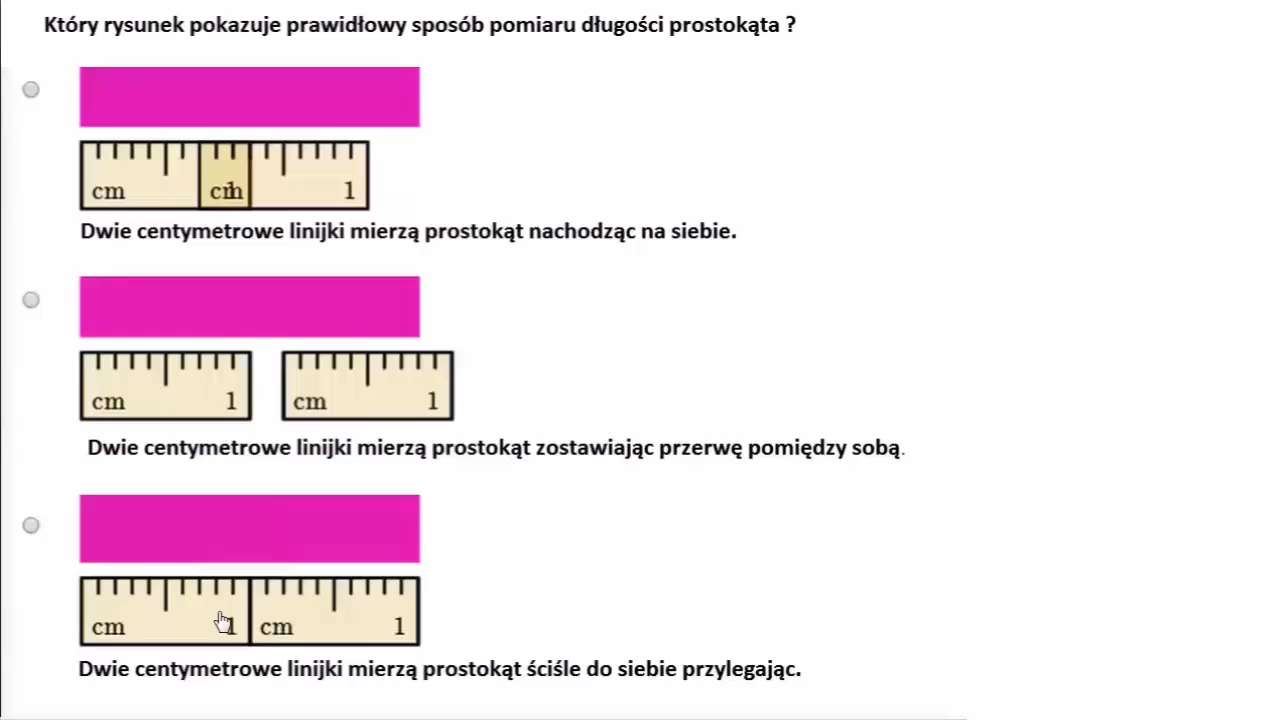 Który rysunek pokazuje prawidłowy sposób pomiaru długości prostokąta ?
cm cm 1
Dwie centymetrowe linijki mierzą prostokąt nachodząc na siebie.
cm 1 cm 1
Dwie centymetrowe linijki mierzą prostokąt zostawiając przerwę pomiędzy sobą.
cm 1 cm 1
Dwie centymetrowe linijki mierzą prostokąt ściśle do siebie przylegając.